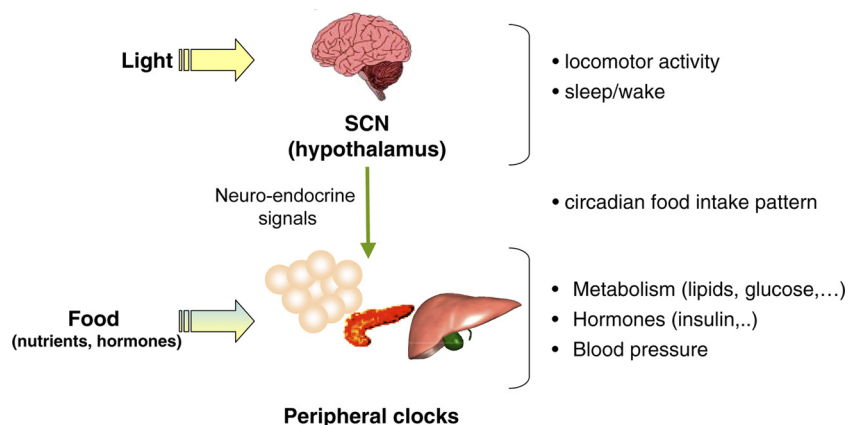 Light
SCN
(hypothalamus)
• locomotor activity
• sleep/wake
Neuro-endocrine
signals
• circadian food intake pattern
Food
(nutrients, hormones)
• Metabolism (lipids, glucose,…)
• Hormones (insulin,..)
• Blood pressure
Peripheral clocks